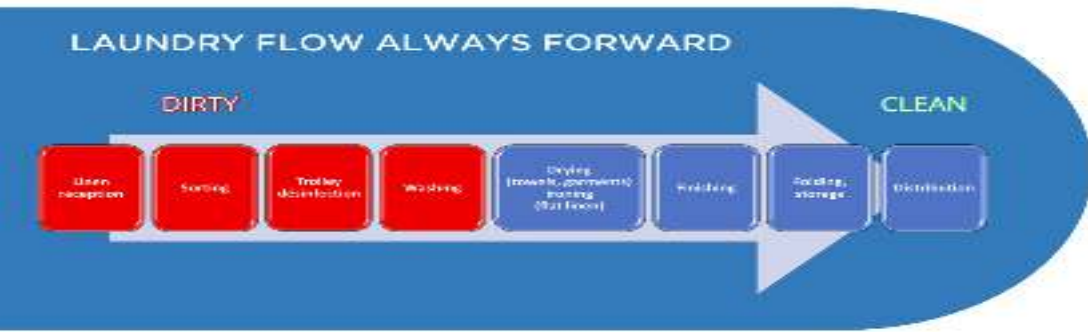 LAUNDRY FLOW ALWAYS FORWARD
DIRTY
CLEAN
Linen
reception
Sorting
Trolley
desinfection
Washing
Drying
(towels, garments)
Ironing
(flat linen)
Finishing
Folding,
storage
Distribution